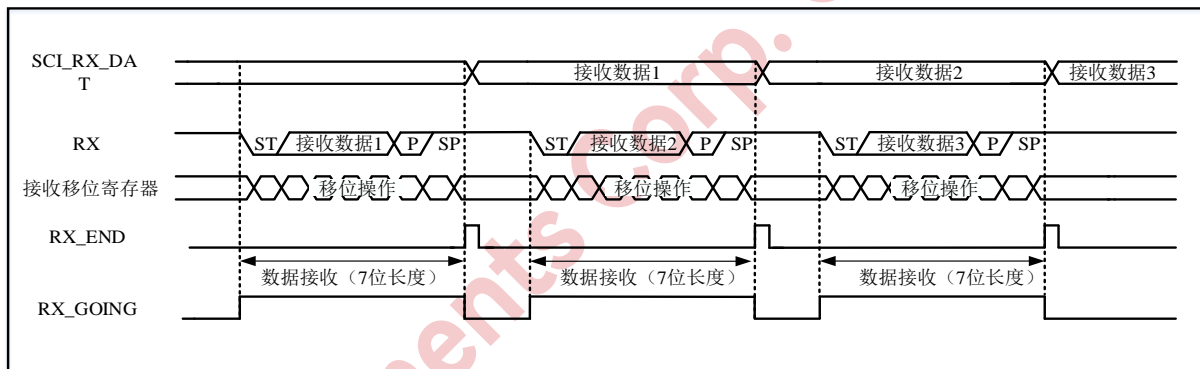 SCI_RX_DA
T
接收数据1
接收数据2
接收数据3
RX
ST
接收数据1
P
SP
ST
接收数据2
P
SP
ST
接收数据3
P
SP
接收移位寄存器
移位操作
移位操作
移位操作
RX_END
数据接收（7位长度）
数据接收（7位长度）
数据接收（7位长度）
RX_GOING
ments Corp.